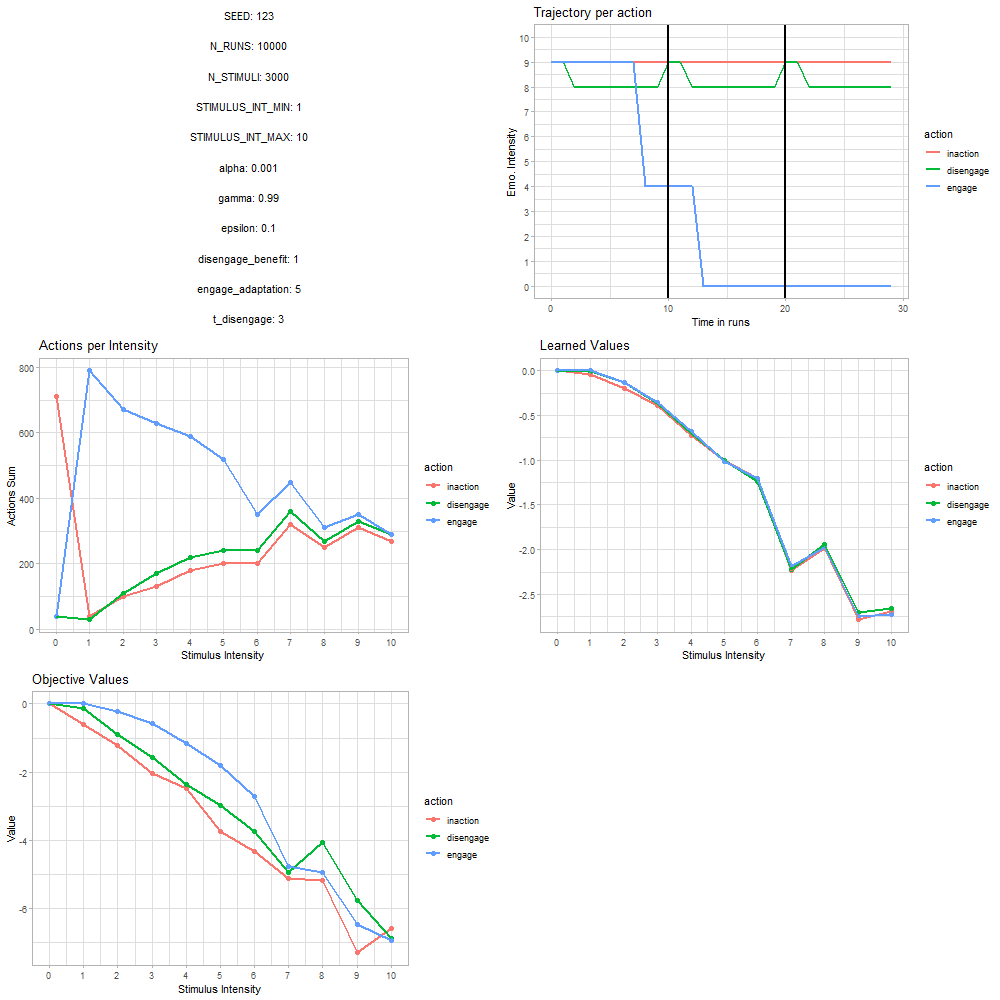 SEED: 123
N_RUNS: 10000
N_STIMULI: 3000
STIMULUS_INT_MIN: 1
STIMULUS_INT_MAX: 10
alpha: 0.001
gamma: 0.99
epsilon: 0.1
disengage_benefit: 1
engage_adaptation: 5
t_disengage: 3
Trajectory per action
Emo. Intensity
10
9
8
7
6
5
4
3
2
1
0
0 10 20 30
Time in runs
action
inaction
disengage
engage
Actions per Intensity
Actions Sum
800
600
400
200
0
0 1 2 3 4 5 6 7 8 9 10
Stimulus Intensity
action
inaction
disengage
engage
Learned Values
Value
0.0
-0.5
-1.0
-1.5
-2.0
-2.5
0 1 2 3 4 5 6 7 8 9 10
Stimulus Intensity
action
inaction
disengage
engage
Objective Values
Value
0
-2
-4
-6
0 1 2 3 4 5 6 7 8 9 10
Stimulus Intensity
action
inaction
disengage
engage